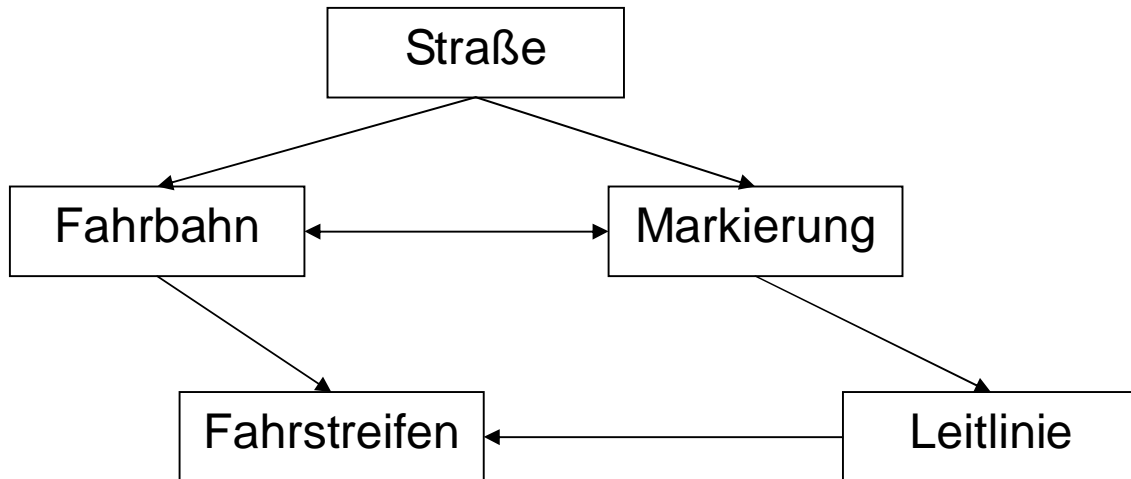 Straße
Fahrbahn
Markierung
Fahrstreifen
Leitlinie